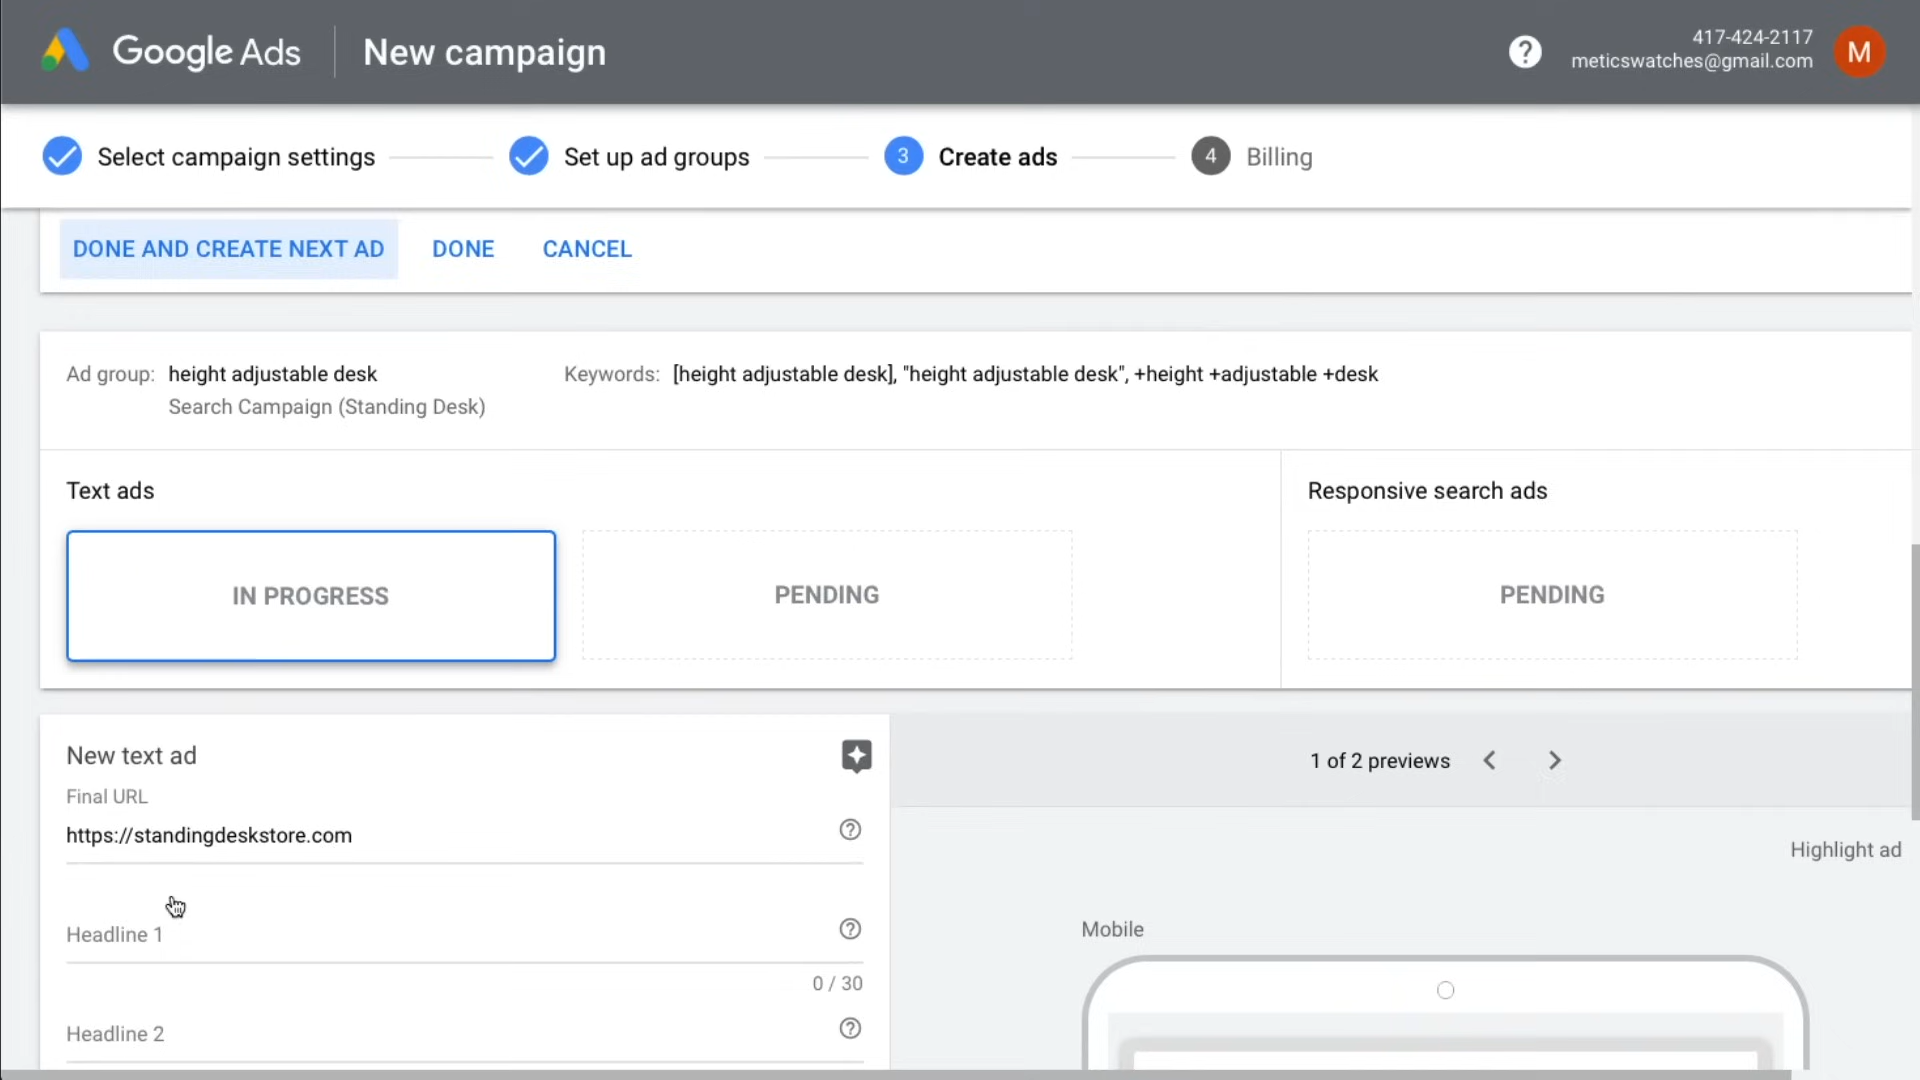 Google Ads New campaign
417-424-2117
meticswatches@gmail.com
M
Select campaign settings
Set up ad groups
3 Create ads
4 Billing
DONE AND CREATE NEXT AD DONE CANCEL
Ad group: height adjustable desk
Search Campaign (Standing Desk)
Keywords: [height adjustable desk], "height adjustable desk", +height +adjustable +desk
Text ads
IN PROGRESS
PENDING
Responsive search ads
PENDING
New text ad
Final URL
https://standingdeskstore.com
Headline 1
0 / 30
Headline 2
1 of 2 previews
Highlight ad
Mobile